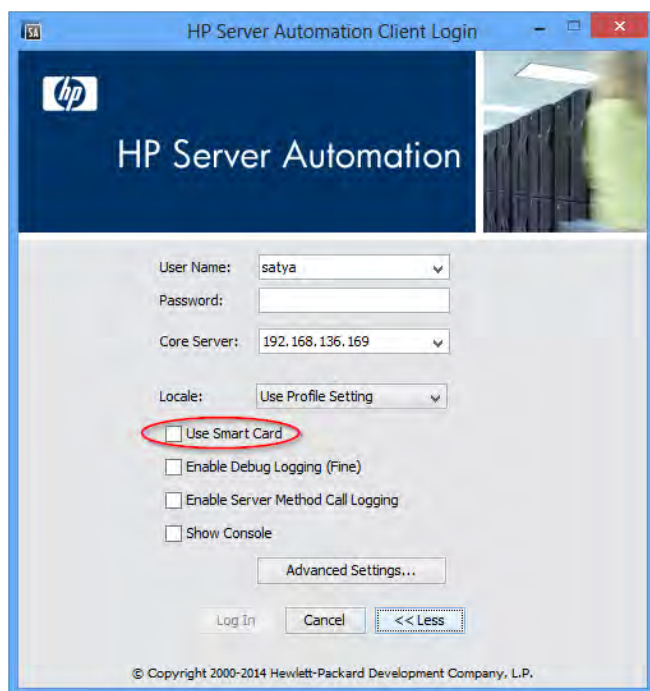 SA HP Server Automation Client Login
hp
HP Server Automation
User Name: satya
Password:
Core Server: 192.168.136.169
Locale: Use Profile Setting
Use Smart Card
Enable Debug Logging (Fine)
Enable Server Method Call Logging
Show Console
Advanced Settings...
Log In Cancel << Less
© Copyright 2000-2014 Hewlett-Packard Development Company, L.P.